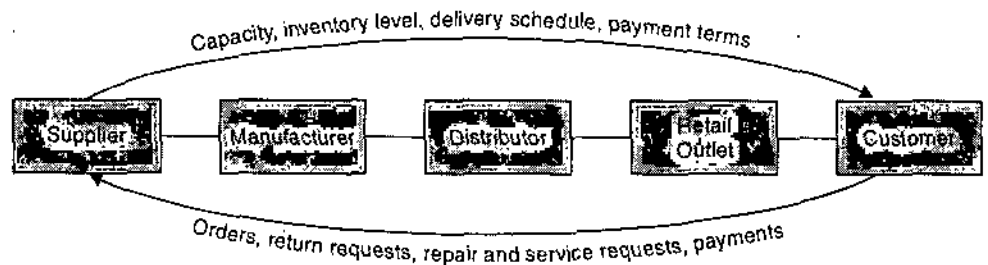 Capacity, inventory level, delivery schedule, payment terms
Supplier
Manufacturer
Distributor
Retail
Outlet
Customer
Orders, return requests, repair and service requests, payments